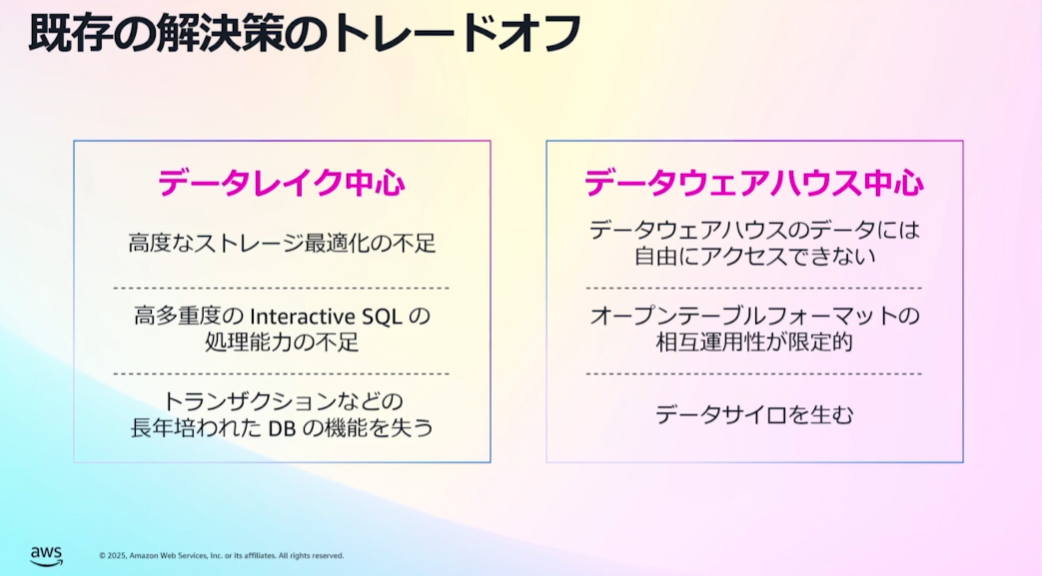 既存の解決策のトレードオフ
データレイク中心
高度なストレージ最適化の不足
高多重度の Interactive SQL の
処理能力の不足
トランザクションなどの
長年培われた DB の機能を失う
データウェアハウス中心
データウェアハウスのデータには
自由にアクセスできない
オープンテーブルフォーマットの
相互運用性が限定的
データサイロを生む
aws
© 2025, Amazon Web Services, Inc. or its affiliates. All rights reserved.